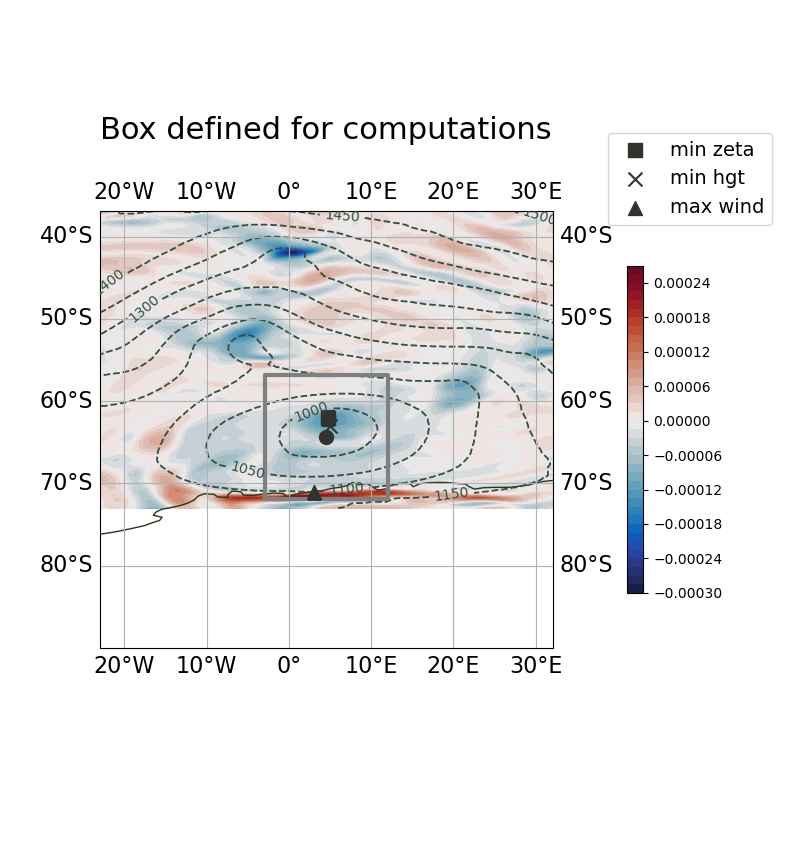 Box defined for computations
min zeta
min hgt
max wind
20°W 10°W 0° 10°E 20°E 30°E
40°S 40°S
50°S 50°S
60°S 60°S
70°S 70°S
80°S 80°S
20°W 10°W 0° 10°E 20°E 30°E
1450
1300
1000
1050
1100
1150
0.00024
0.00018
0.00012
0.00006
0.00000
−0.00006
−0.00012
−0.00018
−0.00024
−0.00030